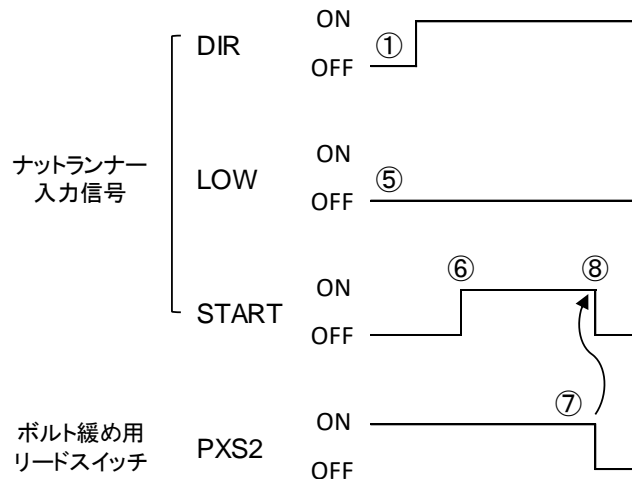 ON
DIR ①
OFF
ナットランナー
入力信号
ON
LOW ⑤
OFF
⑥ ⑧
ON
START
OFF
⑦
ボルト緩め用
リードスイッチ
ON
PXS2
OFF